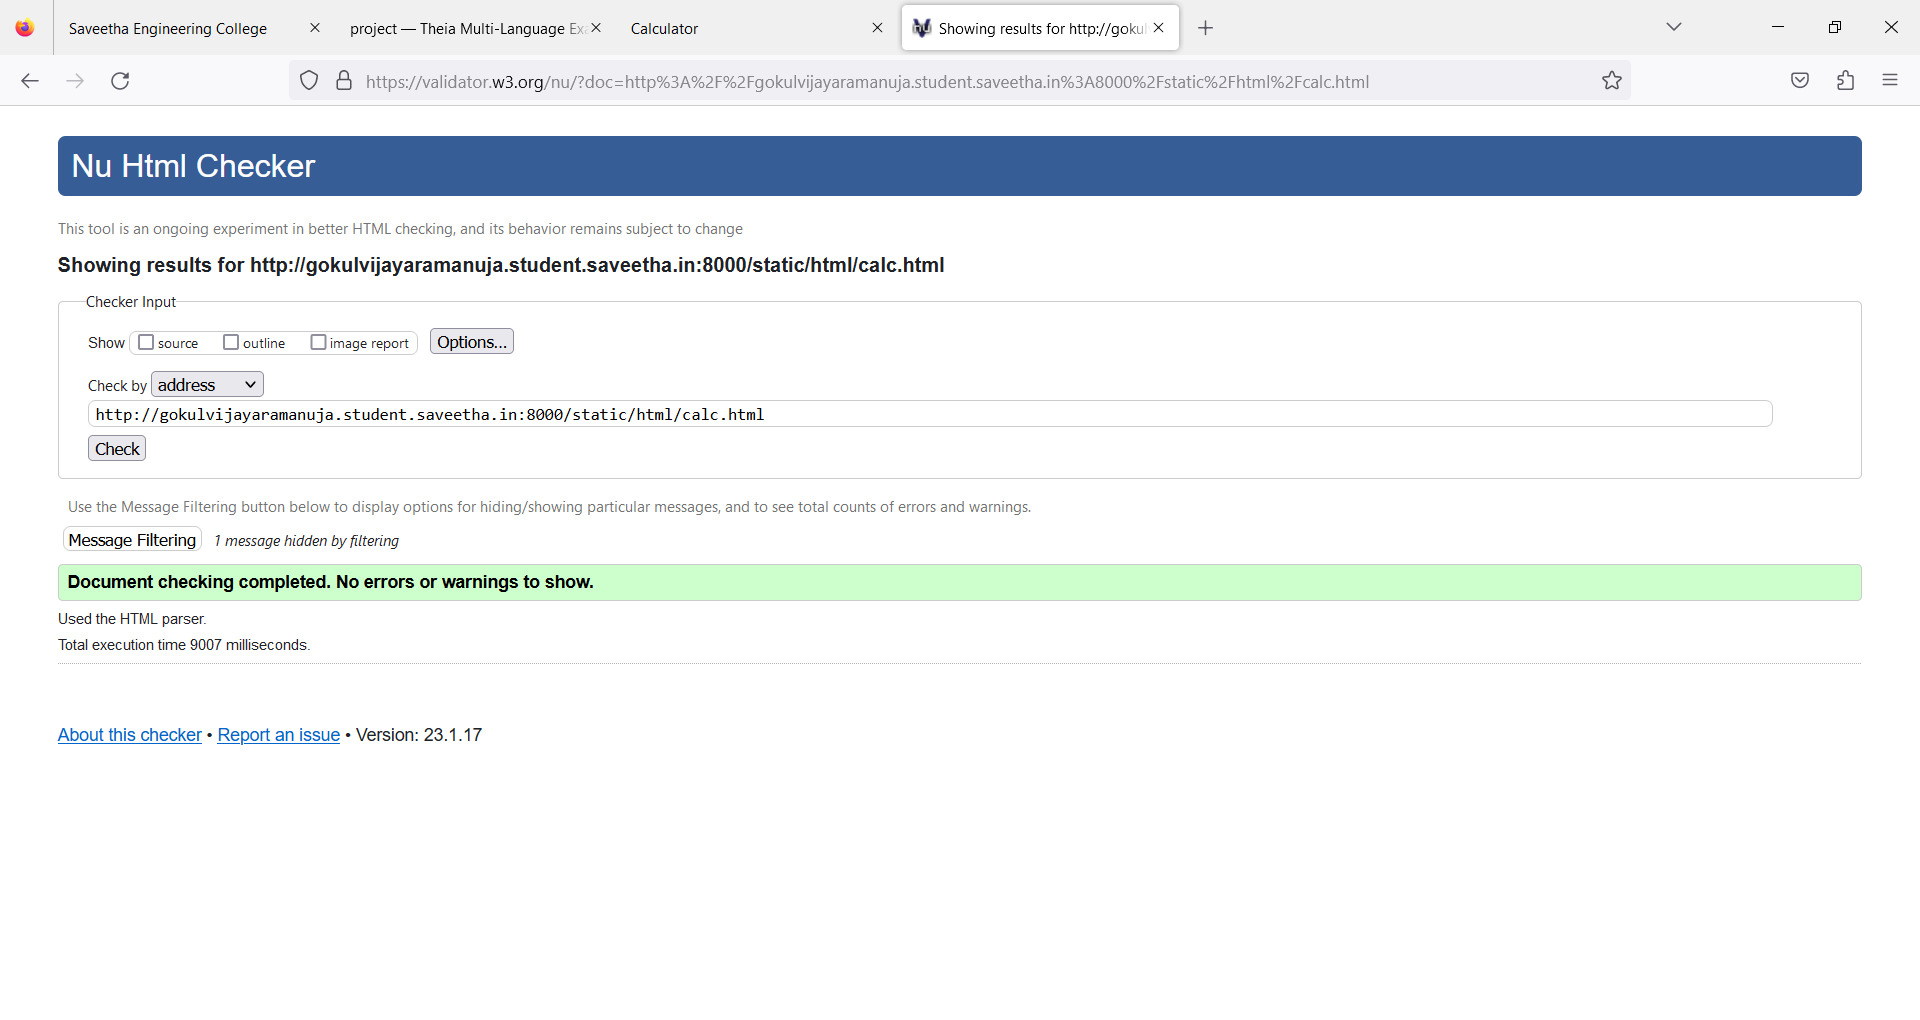 Saveetha Engineering College
project — Theia Multi-Language Exa
Calculator
Showing results for http://gokul
https://validator.w3.org/nu/?doc=http%3A%2F%2Fgokulvijayaramanuja.student.saveetha.in%3A8000%2Fstatic%2Fhtml%2Fcalc.html
Nu Html Checker
This tool is an ongoing experiment in better HTML checking, and its behavior remains subject to change
Showing results for http://gokulvijayaramanuja.student.saveetha.in:8000/static/html/calc.html
Checker Input
Show source outline image report Options...
Check by address
http://gokulvijayaramanuja.student.saveetha.in:8000/static/html/calc.html
Check
Use the Message Filtering button below to display options for hiding/showing particular messages, and to see total counts of errors and warnings.
Message Filtering 1 message hidden by filtering
Document checking completed. No errors or warnings to show.
Used the HTML parser.
Total execution time 9007 milliseconds.
About this checker • Report an issue • Version: 23.1.17